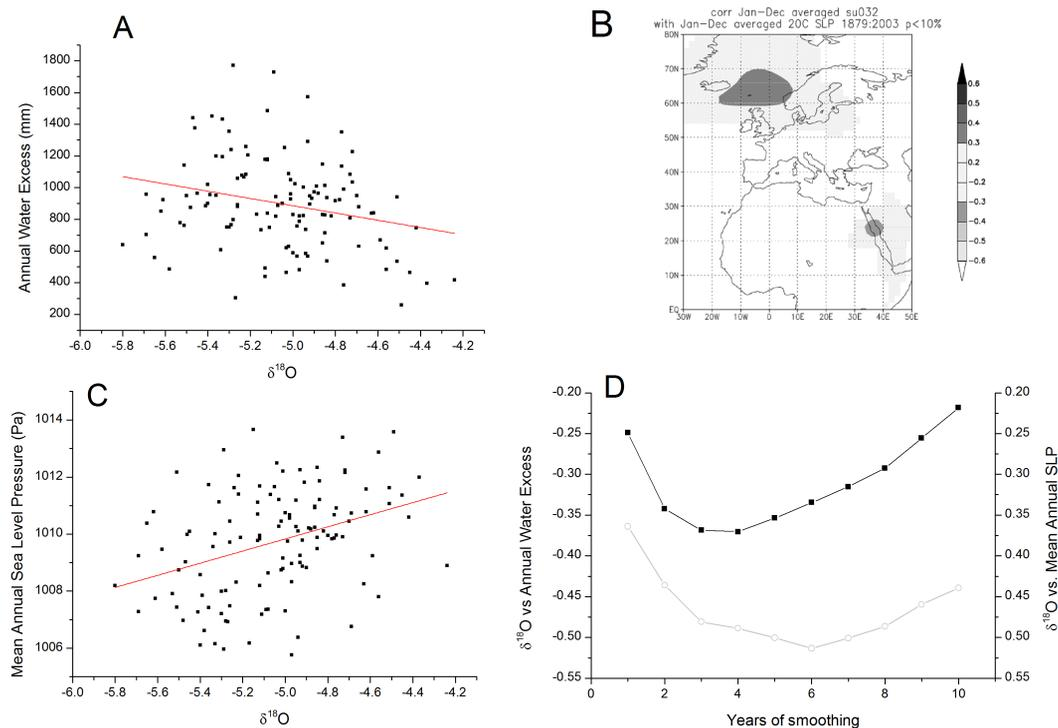 A
1800
1600
1400
1200
1000
800
600
400
200
Annual Water Excess (mm)
-6.0 -5.8 -5.6 -5.4 -5.2 -5.0 -4.8 -4.6 -4.4 -4.2
δ18O
B
corr Jan-Dec averaged su032
with Jan-Dec averaged 20C SLP 1879:2003 p<10%
80N
70N
60N
50N
40N
30N
20N
10N
EQ
30W 20W 10W 0 10E 20E 30E 40E 50E
0.6
0.5
0.4
0.3
0.2
-0.2
-0.3
-0.4
-0.5
-0.6
C
1014
1012
1010
1008
1006
Mean Annual Sea Level Pressure (Pa)
-6.0 -5.8 -5.6 -5.4 -5.2 -5.0 -4.8 -4.6 -4.4 -4.2
δ18O
D
-0.20
-0.25
-0.30
-0.35
-0.40
-0.45
-0.50
-0.55
δ18O vs Annual Water Excess
0.20
0.25
0.30
0.35
0.40
0.45
0.50
0.55
δ18O vs. Mean Annual SLP
0 2 4 6 8 10
Years of smoothing